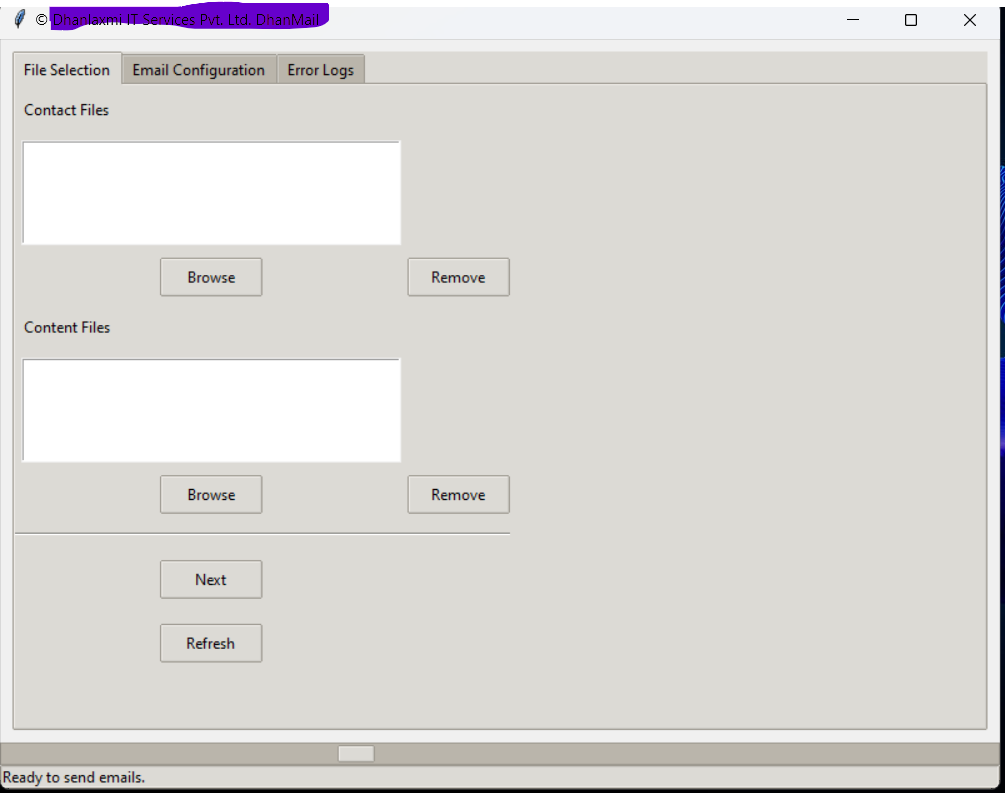 © Dhanlaxmi IT Services Pvt. Ltd. DhanMail
File Selection Email Configuration Error Logs
Contact Files
Browse Remove
Content Files
Browse Remove
Next
Refresh
Ready to send emails.